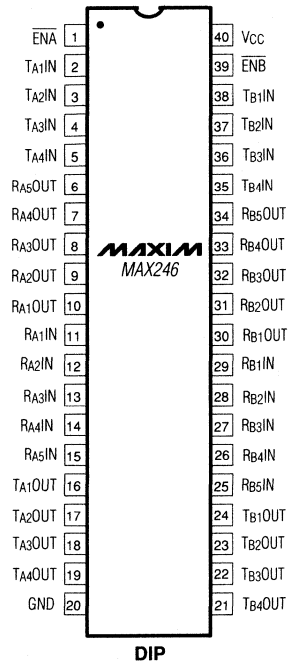 ENA 1 40 VCC
TA1IN 2 39 ENB
TA2IN 3 38 TB1IN
TA3IN 4 37 TB2IN
TA4IN 5 36 TB3IN
RA5OUT 6 35 TB4IN
RA4OUT 7 34 RB5OUT
RA3OUT 8 MAXIM 33 RB4OUT
RA2OUT 9 MAX246 32 RB3OUT
RA1OUT 10 31 RB2OUT
RA1IN 11 30 RB1OUT
RA2IN 12 29 RB1IN
RA3IN 13 28 RB2IN
RA4IN 14 27 RB3IN
RA5IN 15 26 RB4IN
TA1OUT 16 25 RB5IN
TA2OUT 17 24 TB1OUT
TA3OUT 18 23 TB2OUT
TA4OUT 19 22 TB3OUT
GND 20 21 TB4OUT
DIP